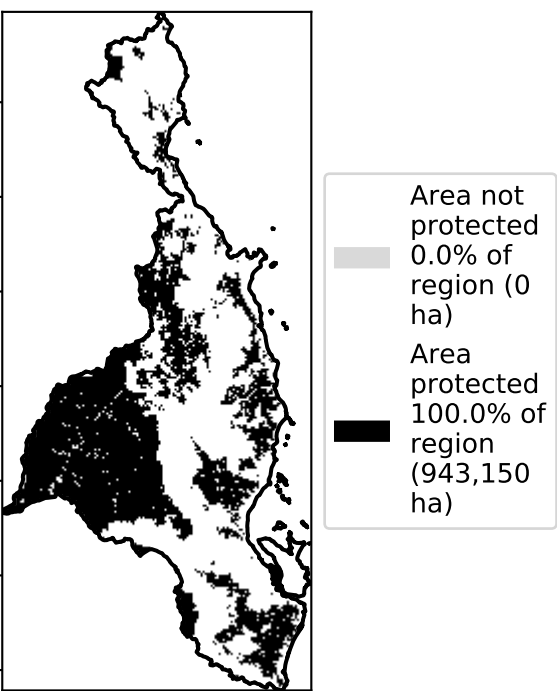 Area not
protected
0.0% of
region (0
ha)
Area
protected
100.0% of
region
(943,150
ha)